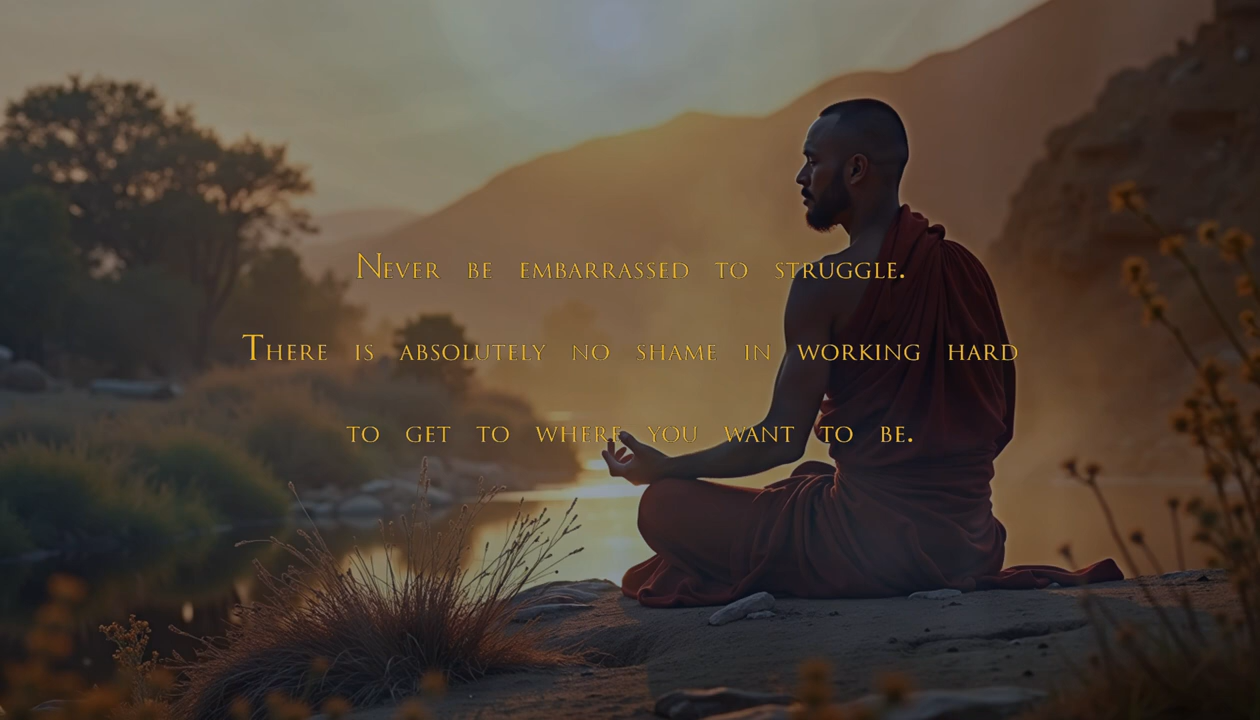 Never be embarrassed to struggle.
There is absolutely no shame in working hard
to get to where you want to be.